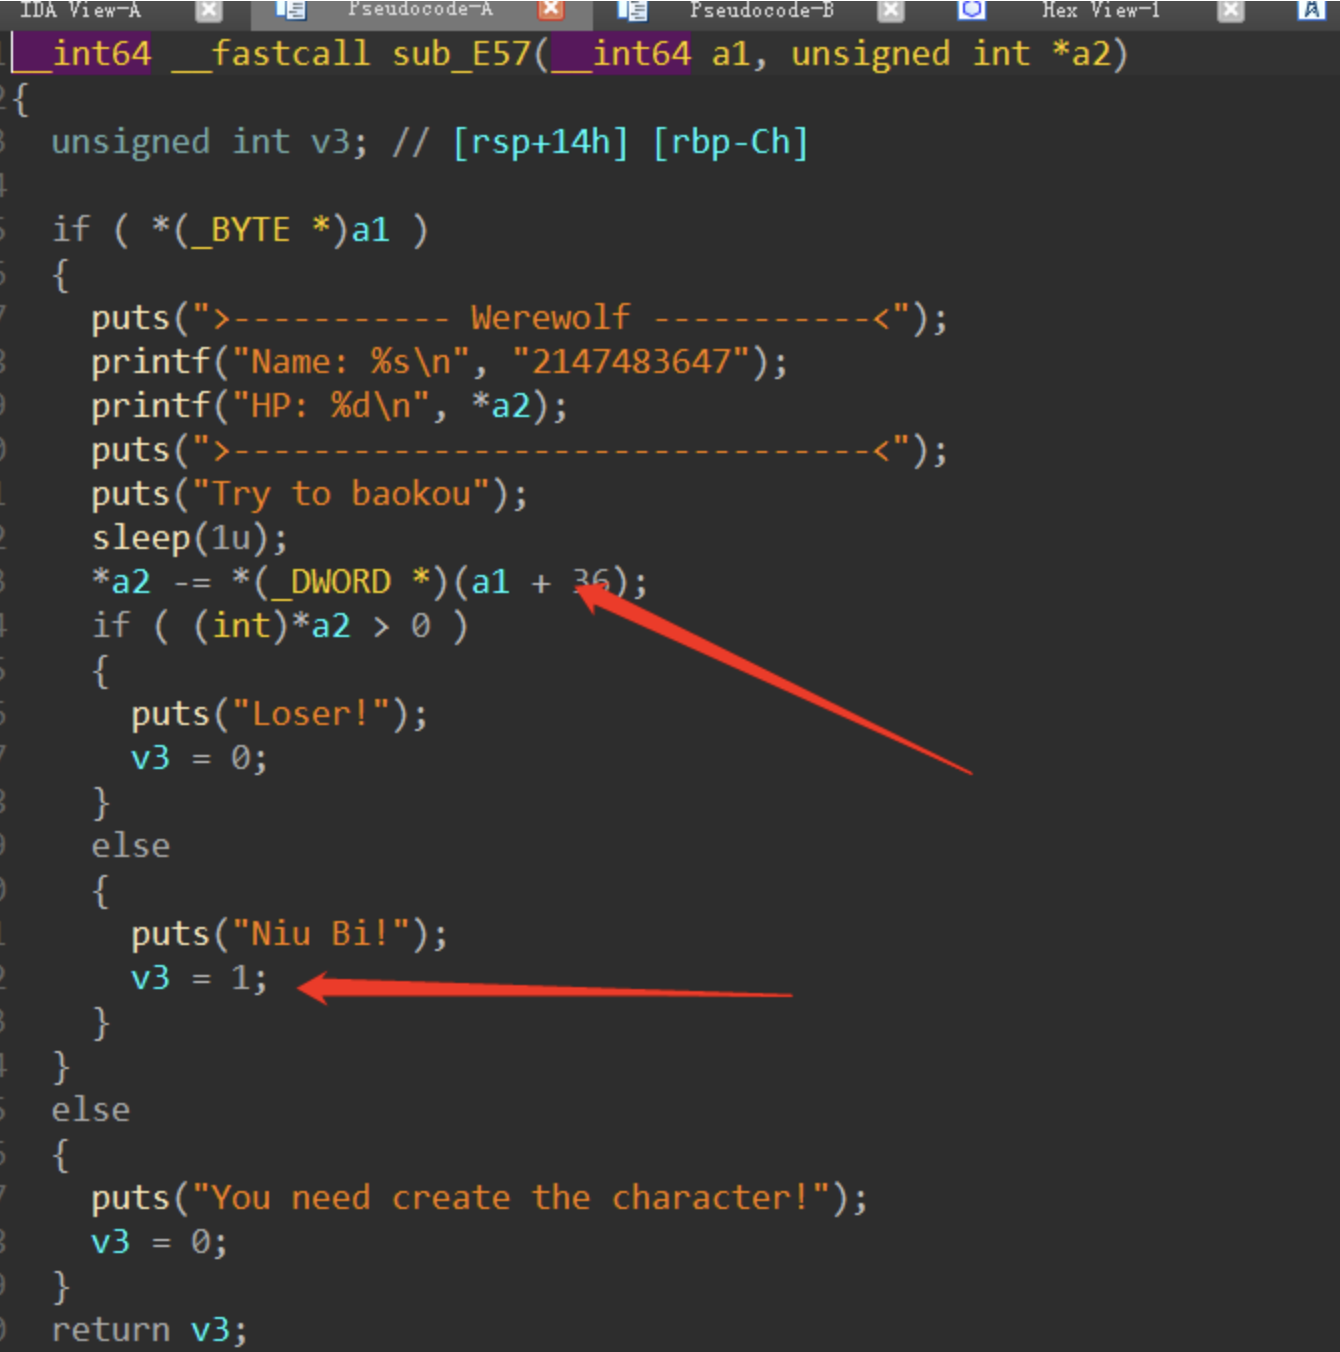 IDA View-A Pseudocode-A Pseudocode-B Hex View-1
__int64 __fastcall sub_E57(__int64 a1, unsigned int *a2)
{
unsigned int v3; // [rsp+14h] [rbp-Ch]
if ( *(_BYTE *)a1 )
{
puts(">----------- Werewolf -----------<");
printf("Name: %s\n", "2147483647");
printf("HP: %d\n", *a2);
puts(">--------------------------------<");
puts("Try to baokou");
sleep(1u);
*a2 -= *(_DWORD *)(a1 + 36);
if ( (int)*a2 > 0 )
{
puts("Loser!");
v3 = 0;
}
else
{
puts("Niu Bi!");
v3 = 1;
}
}
else
{
puts("You need create the character!");
v3 = 0;
}
return v3;